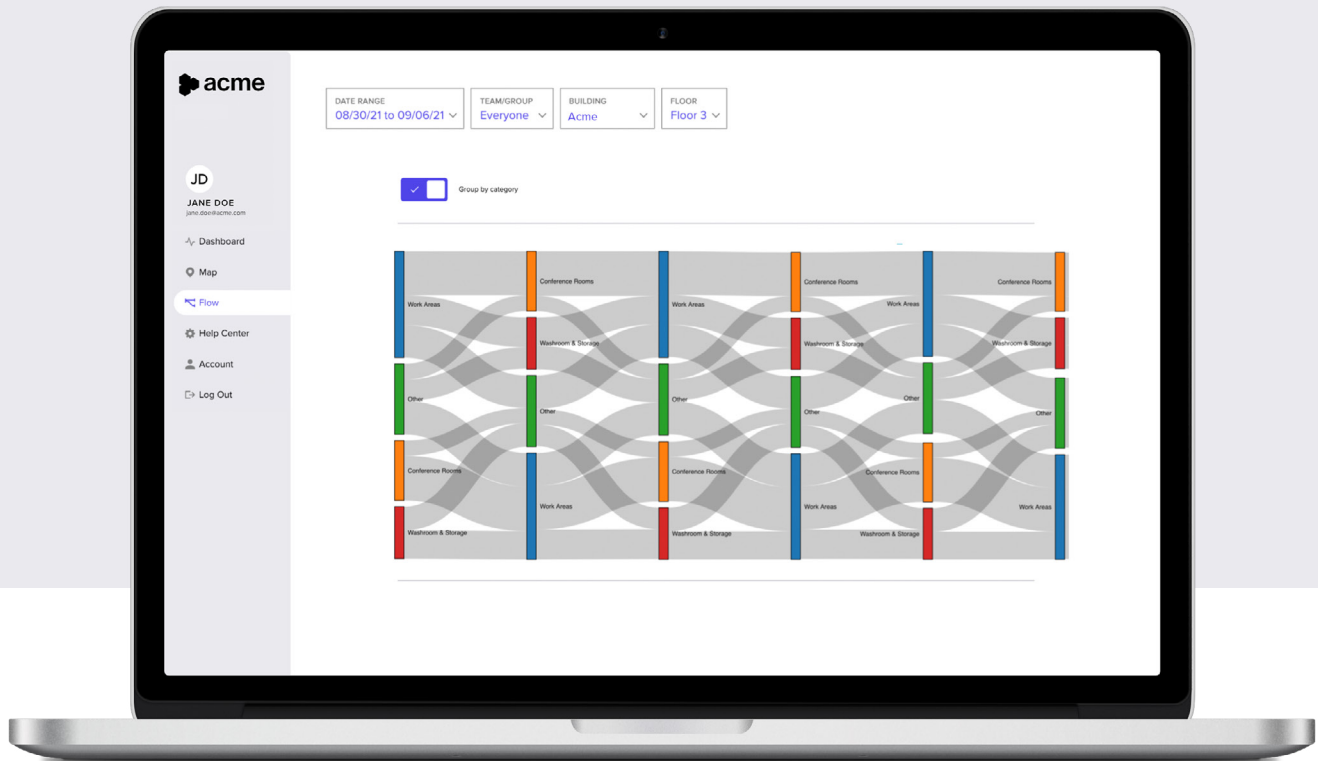 acme
JD
JANE DOE
jane.doe@acme.com
Dashboard
Map
Flow
Help Center
Account
Log Out
DATE RANGE
08/30/21 to 09/06/21
TEAM/GROUP
Everyone
BUILDING
Acme
FLOOR
Floor 3
Group by category
Work Areas
Other
Conference Rooms
Washroom & Storage
Conference Rooms
Washroom & Storage
Other
Work Areas
Work Areas
Other
Conference Rooms
Washroom & Storage
Conference Rooms
Washroom & Storage
Other
Work Areas
Work Areas
Other
Conference Rooms
Washroom & Storage
Conference Rooms
Washroom & Storage
Other
Work Areas